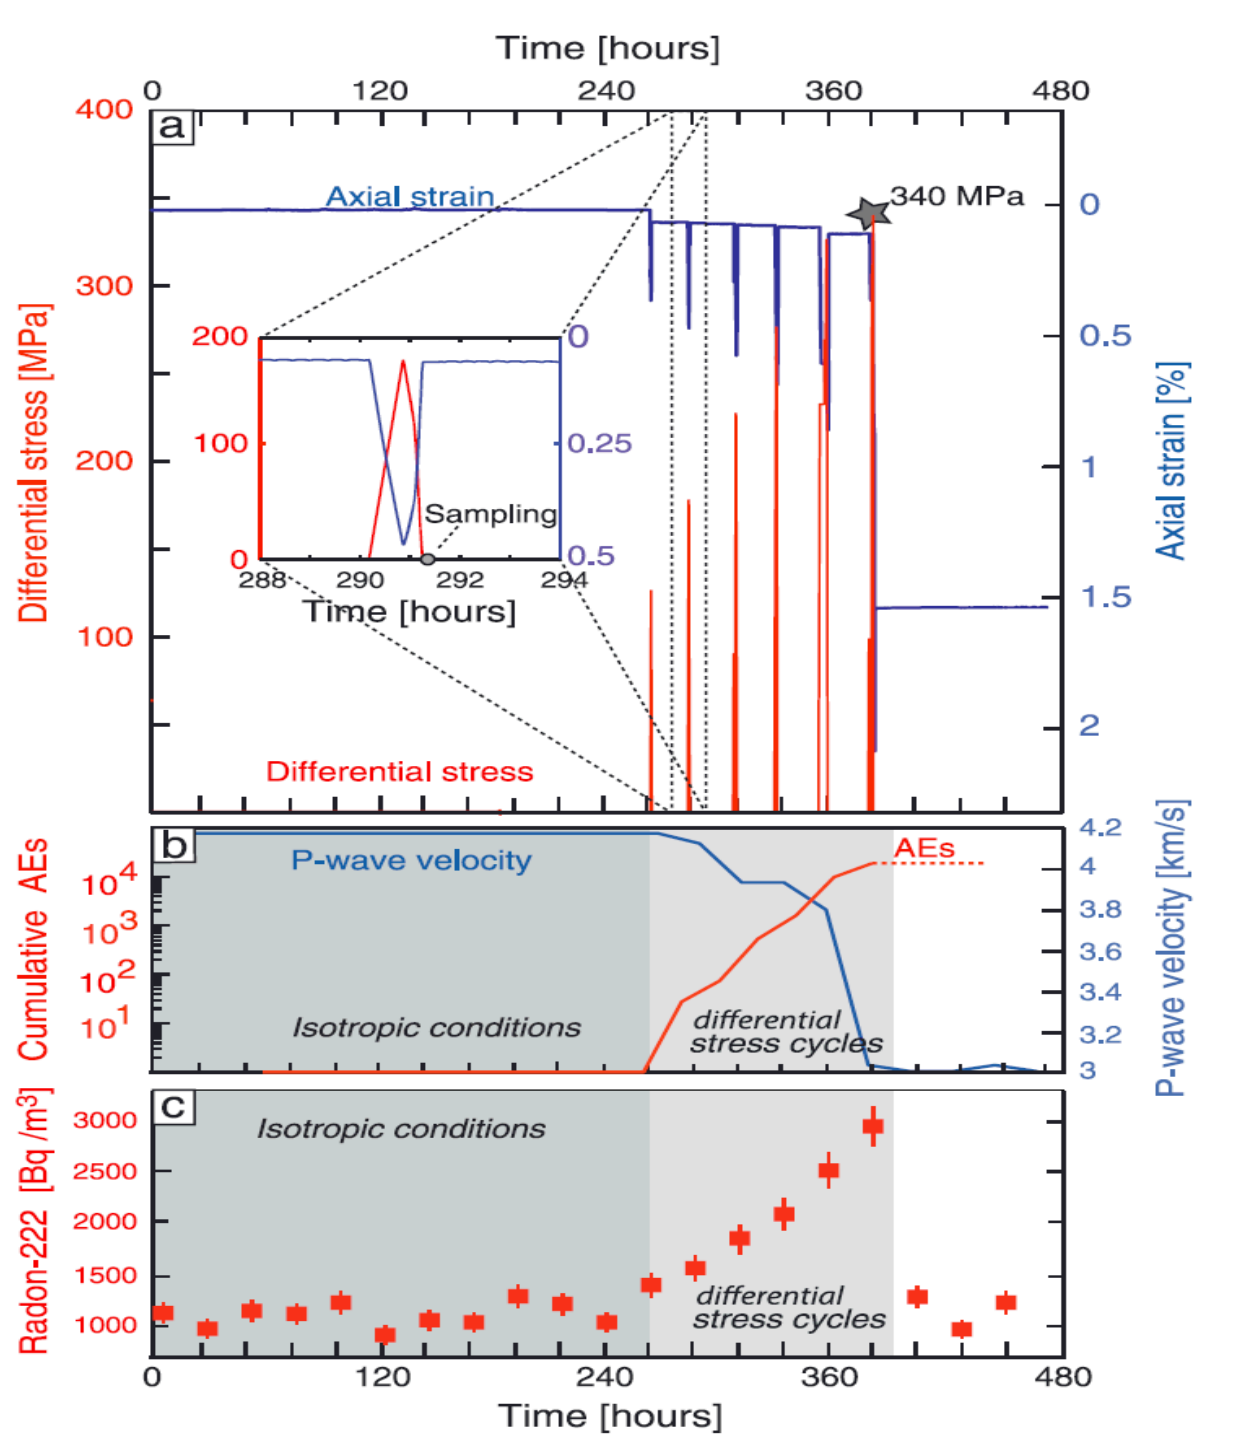 Time [hours]
0 120 240 360 480
400
a
Axial strain
340 MPa
0
300
200
0
0.5
Differential stress [MPa]
Axial strain [%]
100
0.25
200
1
Sampling
0
0.5
288 290 292 294
Time [hours]
1.5
100
2
Differential stress
b
P-wave velocity
AEs
4.2
4
3.8
3.6
3.4
3.2
3
10⁴
10³
10²
10¹
Cumulative AEs
P-wave velocity [km/s]
Isotropic conditions
differential
stress cycles
c
Isotropic conditions
3000
2500
2000
1500
1000
Radon-222 [Bq /m³]
differential
stress cycles
0 120 240 360 480
Time [hours]